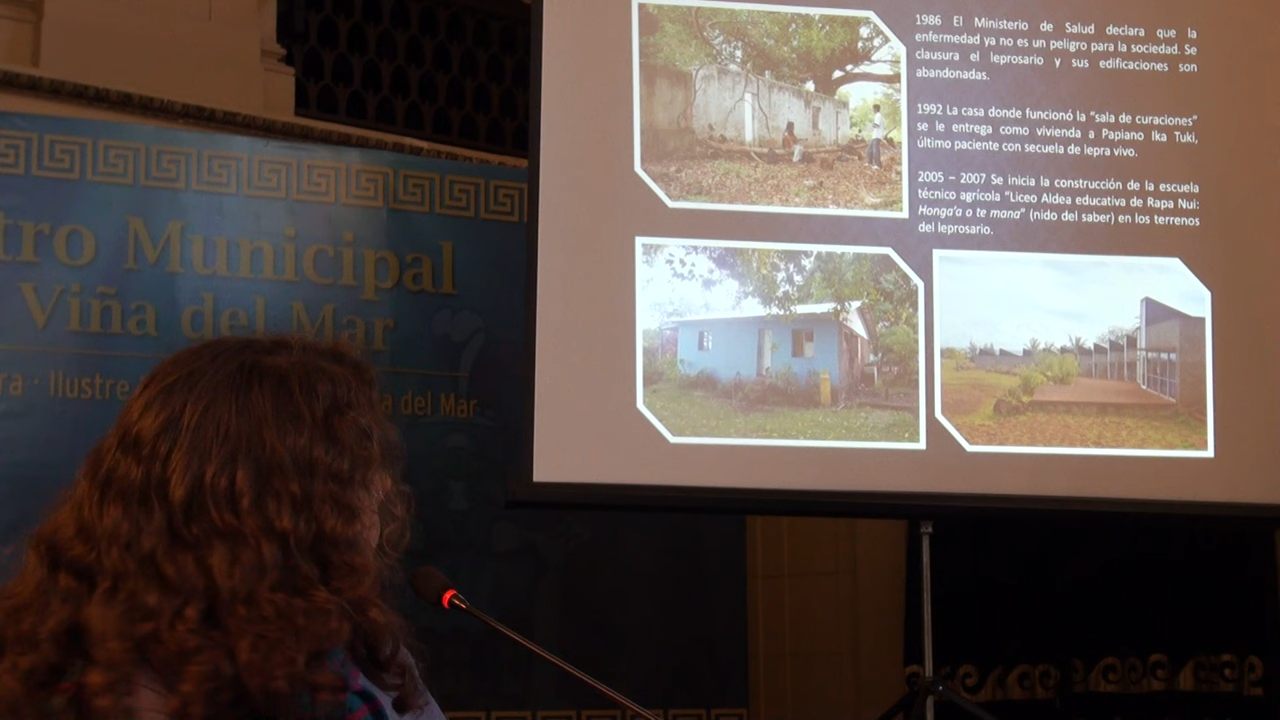 1986 El Ministerio de Salud declara que la
enfermedad ya no es un peligro para la sociedad. Se
clausura el leprosario y sus edificaciones son
abandonadas.
1992 La casa donde funcionó la "sala de curaciones"
se le entrega como vivienda a Papiano Ika Tuki,
último paciente con secuela de lepra vivo.
2005 – 2007 Se inicia la construcción de la escuela
técnico agrícola "Liceo Aldea educativa de Rapa Nui:
Honga'a o te mana" (nido del saber) en los terrenos
del leprosario.
tro Municipal
Viña del Mar
ra · Ilustre a del Mar